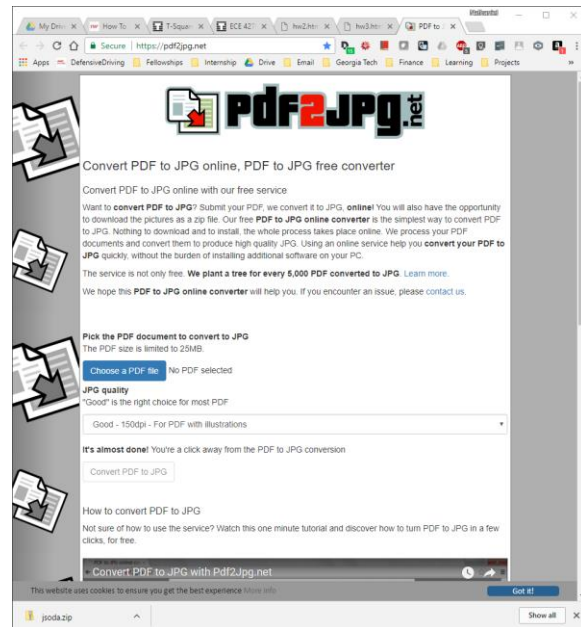 Nathaniel
My Driv
How To
T-Squar
ECE 42
hw2.htm
hw3.htm
PDF to
Secure | https://pdf2jpg.net
Apps DefensiveDriving Fellowships Internship Drive Email Georgia Tech Finance Learning Projects
PdF2JPG.net
Convert PDF to JPG online, PDF to JPG free converter
Convert PDF to JPG online with our free service
Want to convert PDF to JPG? Submit your PDF, we convert it to JPG, online! You will also have the opportunity
to download the pictures as a zip file. Our free PDF to JPG online converter is the simplest way to convert PDF
to JPG. Nothing to download and to install, the whole process takes place online. We process your PDF
documents and convert them to produce high quality JPG. Using an online service help you convert your PDF to
JPG quickly, without the burden of installing additional software on your PC.
The service is not only free. We plant a tree for every 5,000 PDF converted to JPG. Learn more.
We hope this PDF to JPG online converter will help you. If you encounter an issue, please contact us.
Pick the PDF document to convert to JPG
The PDF size is limited to 25MB.
Choose a PDF file No PDF selected
JPG quality
"Good" is the right choice for most PDF
Good - 150dpi - For PDF with illustrations
It's almost done! You're a click away from the PDF to JPG conversion
Convert PDF to JPG
How to convert PDF to JPG
Not sure of how to use the service? Watch this one minute tutorial and discover how to turn PDF to JPG in a few
clicks, for free.
Convert PDF to JPG with Pdf2Jpg.net
This website uses cookies to ensure you get the best experience More info
Got it!
jsoda.zip
Show all